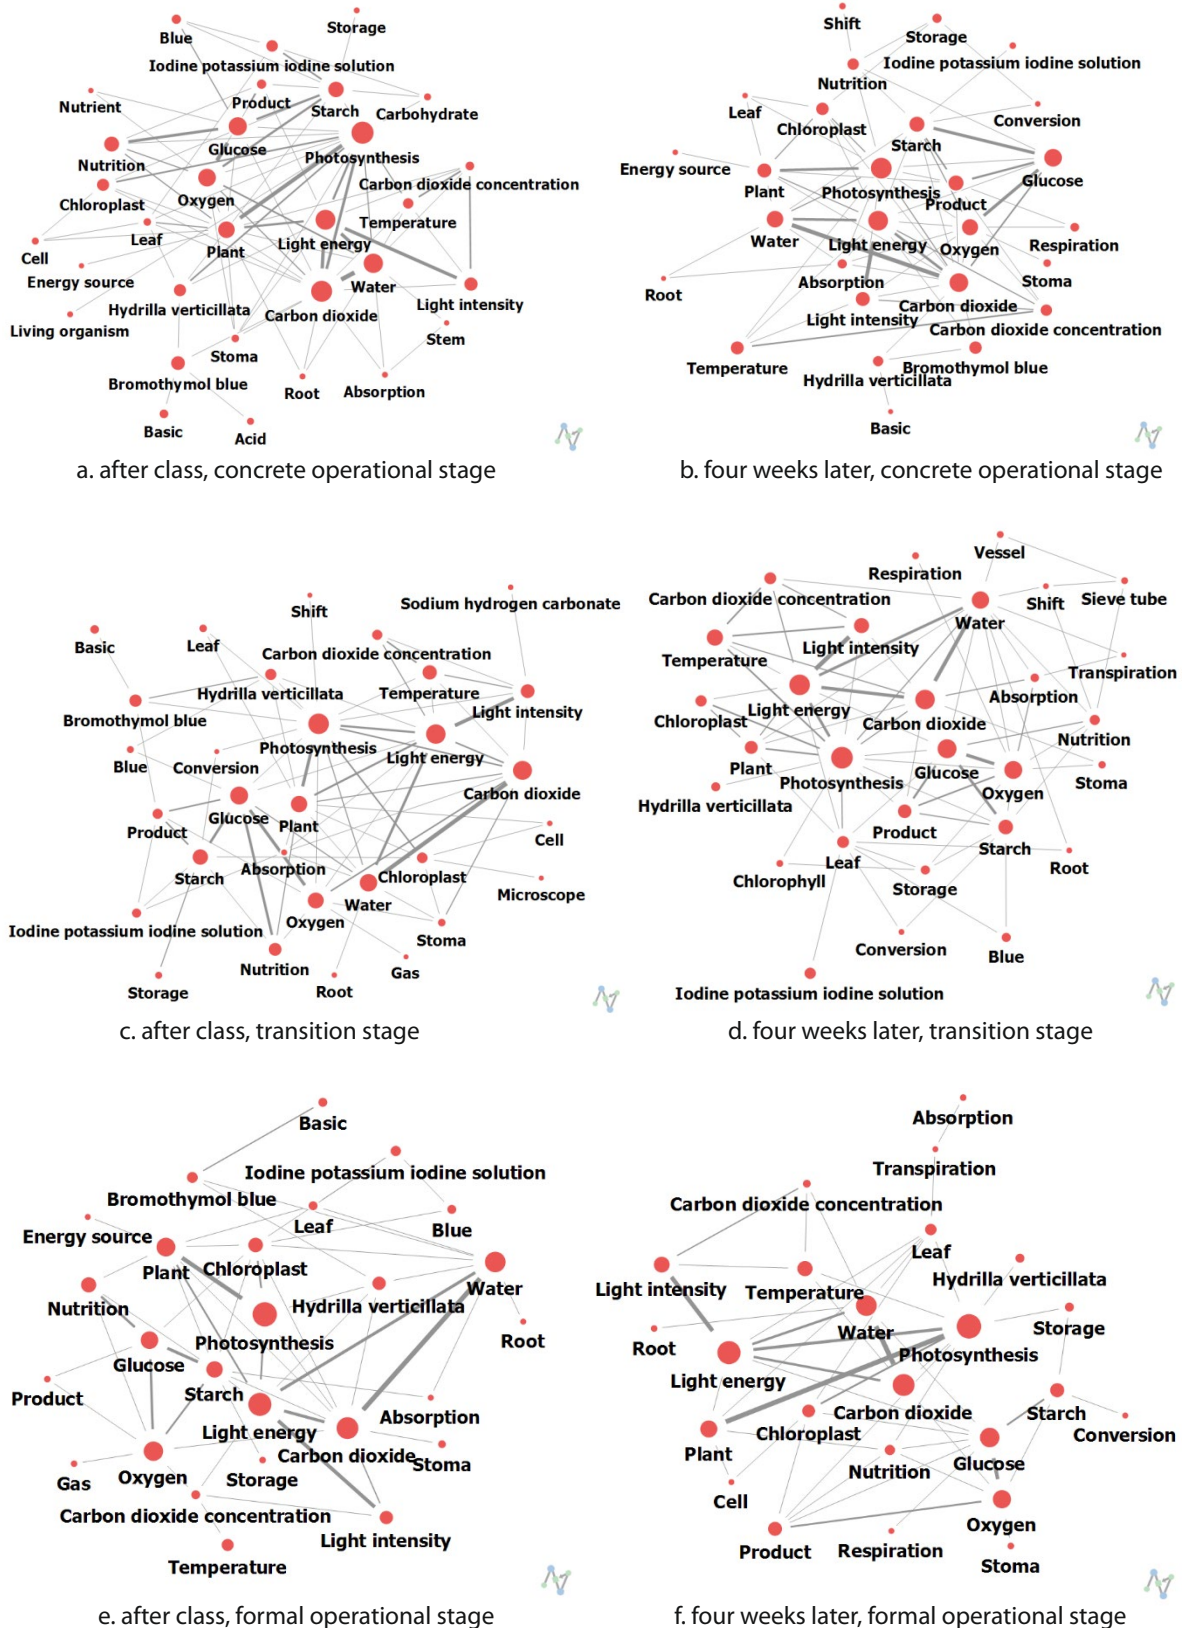 Storage
Blue
Iodine potassium iodine solution
Nutrient
Product
Starch
Carbohydrate
Glucose
Photosynthesis
Nutrition
Carbon dioxide concentration
Chloroplast
Oxygen
Temperature
Leaf
Plant
Light energy
Cell
Energy source
Water
Hydrilla verticillata
Light intensity
Carbon dioxide
Living organism
Stem
Stoma
Bromothymol blue
Root
Absorption
Basic
Acid
a. after class, concrete operational stage
Shift
Storage
Iodine potassium iodine solution
Nutrition
Leaf
Chloroplast
Conversion
Starch
Energy source
Glucose
Plant
Photosynthesis
Product
Water
Light energy
Oxygen
Respiration
Absorption
Stoma
Root
Carbon dioxide
Light intensity
Carbon dioxide concentration
Temperature
Bromothymol blue
Hydrilla verticillata
Basic
b. four weeks later, concrete operational stage
Shift
Sodium hydrogen carbonate
Basic
Leaf
Carbon dioxide concentration
Hydrilla verticillata
Temperature
Bromothymol blue
Light intensity
Photosynthesis
Light energy
Blue
Conversion
Carbon dioxide
Glucose
Plant
Product
Cell
Absorption
Starch
Chloroplast
Microscope
Water
Oxygen
Iodine potassium iodine solution
Stoma
Nutrition
Gas
Storage
Root
c. after class, transition stage
Vessel
Respiration
Carbon dioxide concentration
Shift
Sieve tube
Water
Light intensity
Temperature
Transpiration
Absorption
Light energy
Chloroplast
Carbon dioxide
Nutrition
Plant
Glucose
Photosynthesis
Stoma
Oxygen
Hydrilla verticillata
Product
Starch
Leaf
Root
Chlorophyll
Storage
Conversion
Blue
Iodine potassium iodine solution
d. four weeks later, transition stage
Basic
Iodine potassium iodine solution
Bromothymol blue
Leaf
Blue
Energy source
Plant
Chloroplast
Water
Nutrition
Hydrilla verticillata
Photosynthesis
Root
Glucose
Starch
Product
Absorption
Light energy
Carbon dioxide
Stoma
Oxygen
Storage
Gas
Carbon dioxide concentration
Light intensity
Temperature
e. after class, formal operational stage
Absorption
Transpiration
Carbon dioxide concentration
Leaf
Hydrilla verticillata
Light intensity
Temperature
Storage
Water
Root
Photosynthesis
Light energy
Carbon dioxide
Starch
Chloroplast
Conversion
Plant
Glucose
Nutrition
Cell
Oxygen
Product
Respiration
Stoma
f. four weeks later, formal operational stage